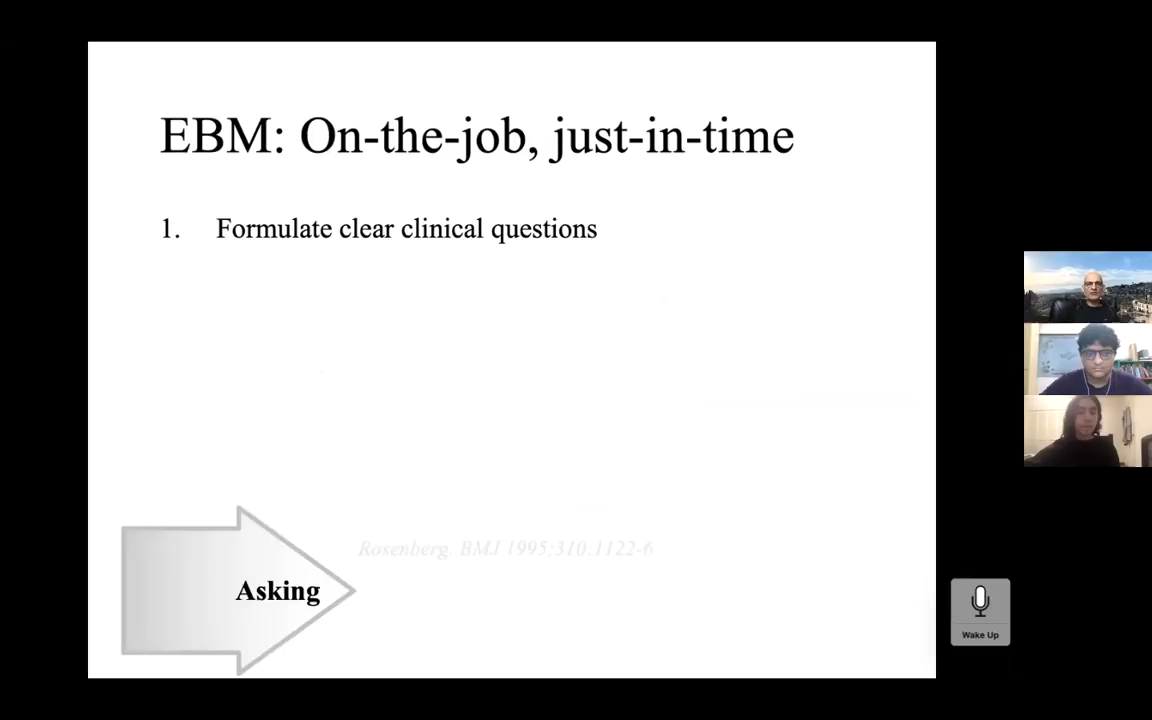 EBM: On-the-job, just-in-time
1. Formulate clear clinical questions
Rosenberg. BMJ 1995;310:1122-6
Asking
Wake Up